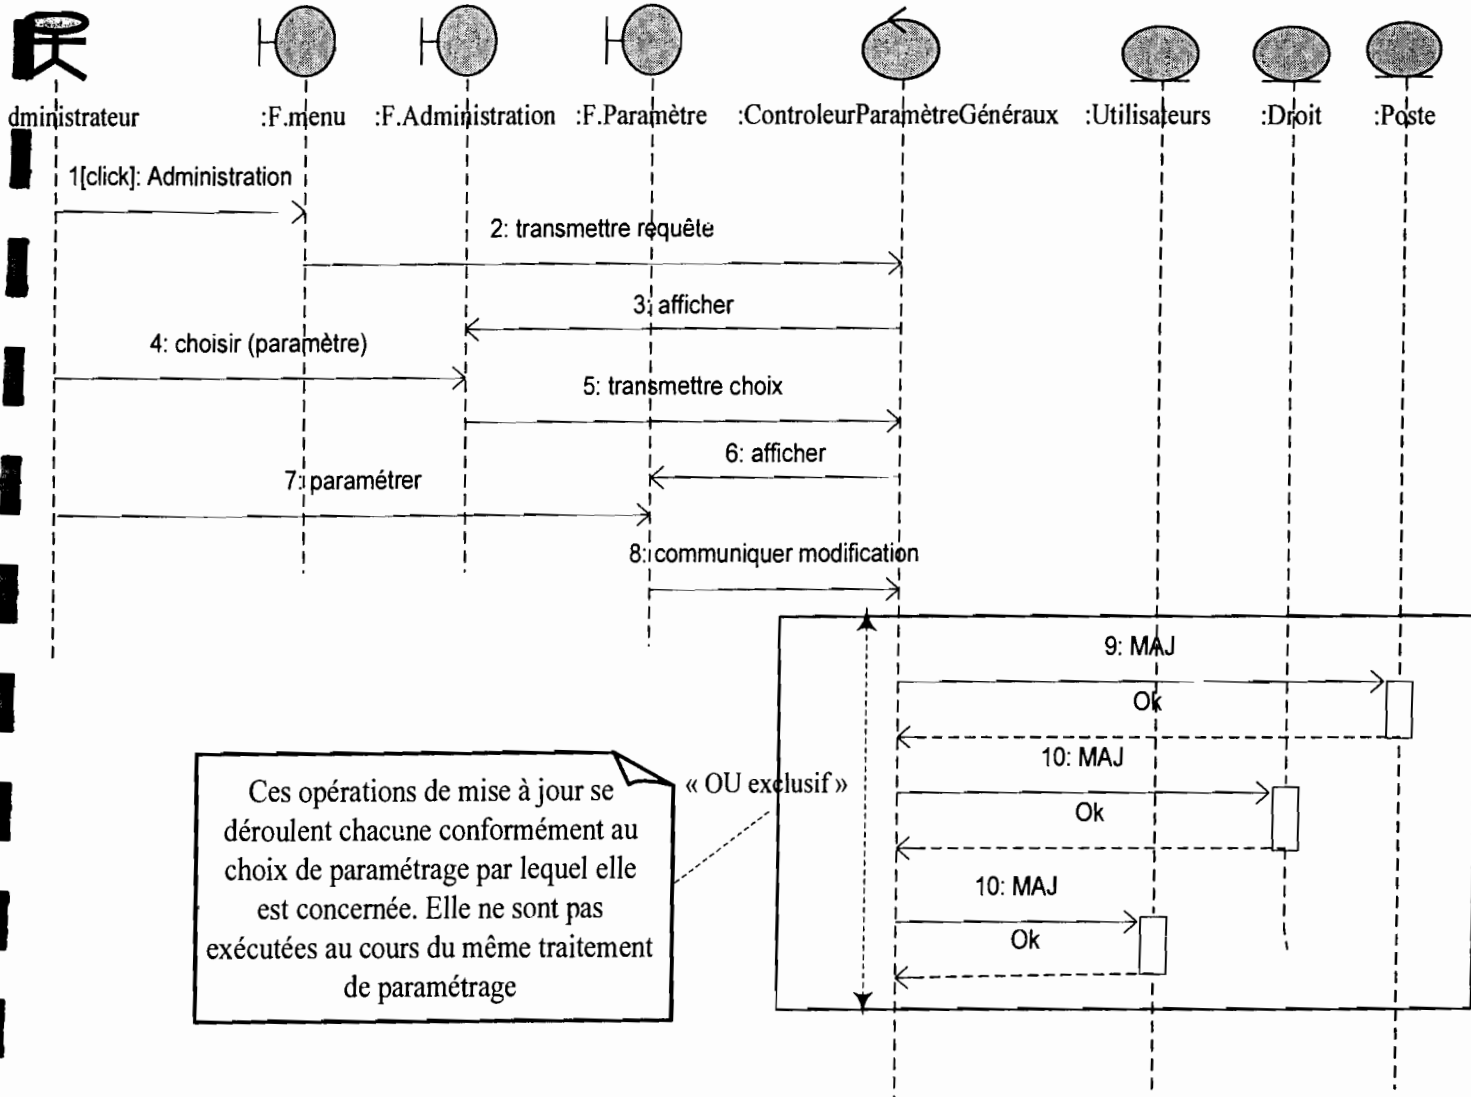 dministrateur :F.menu :F.Administration :F.Paramètre :ControleurParamètreGénéraux :Utilisateurs :Droit :Poste
1[click]: Administration
2: transmettre requête
3: afficher
4: choisir (paramètre)
5: transmettre choix
6: afficher
7: paramétrer
8: communiquer modification
9: MAJ
Ok
10: MAJ
Ok
10: MAJ
Ok
« OU exclusif »
Ces opérations de mise à jour se
déroulent chacune conformément au
choix de paramétrage par lequel elle
est concernée. Elle ne sont pas
exécutées au cours du même traitement
de paramétrage